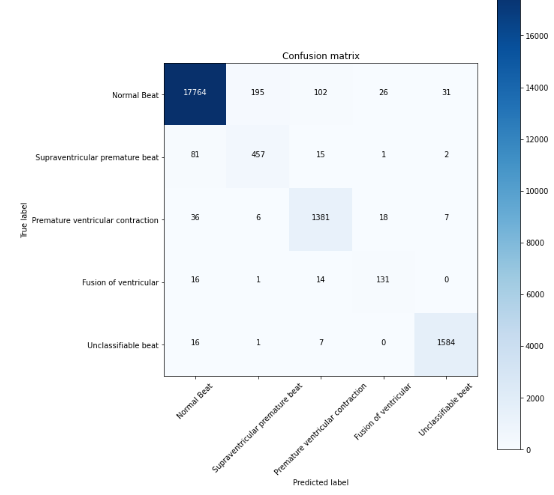 Confusion matrix
True label
Normal Beat 17764 195 102 26 31
Supraventricular premature beat 81 457 15 1 2
Premature ventricular contraction 36 6 1381 18 7
Fusion of ventricular 16 1 14 131 0
Unclassifiable beat 16 1 7 0 1584
Normal Beat
Supraventricular premature beat
Premature ventricular contraction
Fusion of ventricular
Unclassifiable beat
Predicted label
16000
14000
12000
10000
8000
6000
4000
2000
0